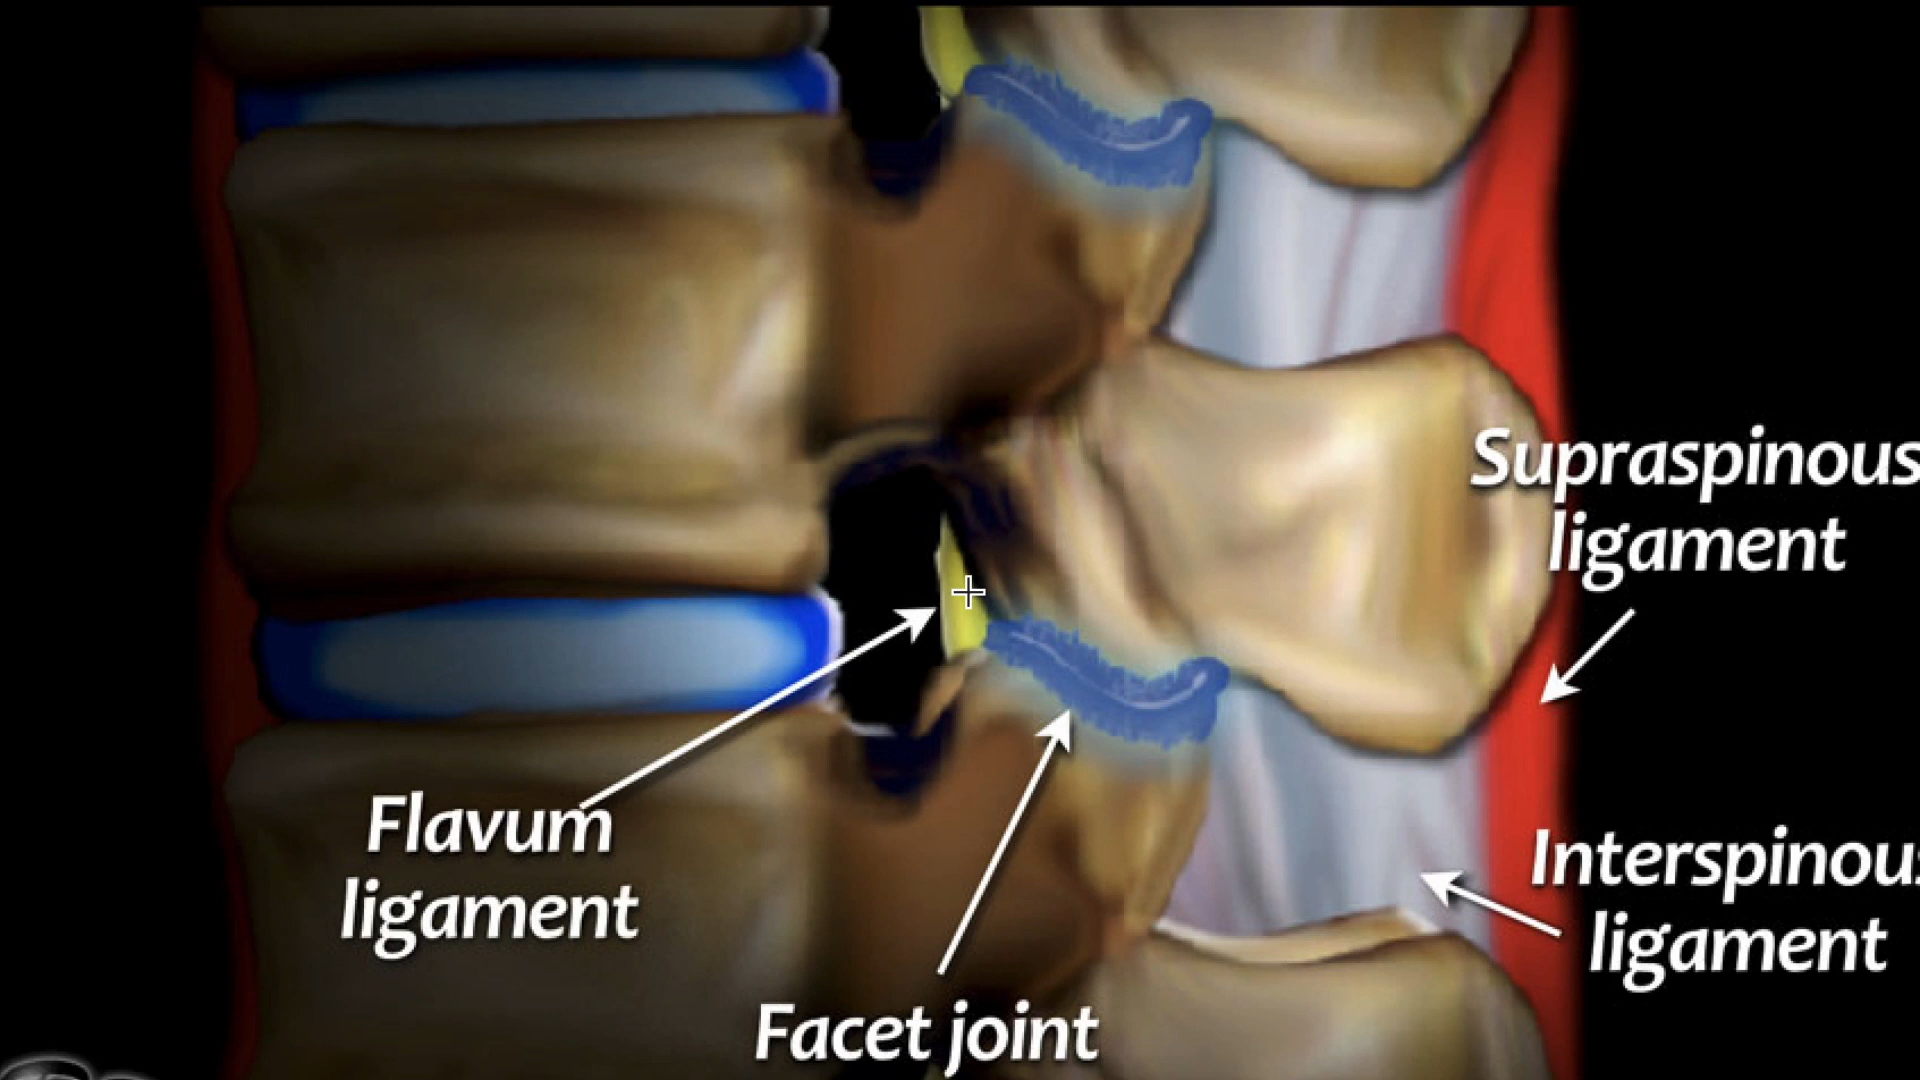 Supraspinous
ligament
Flavum
ligament
Interspinous
ligament
Facet joint